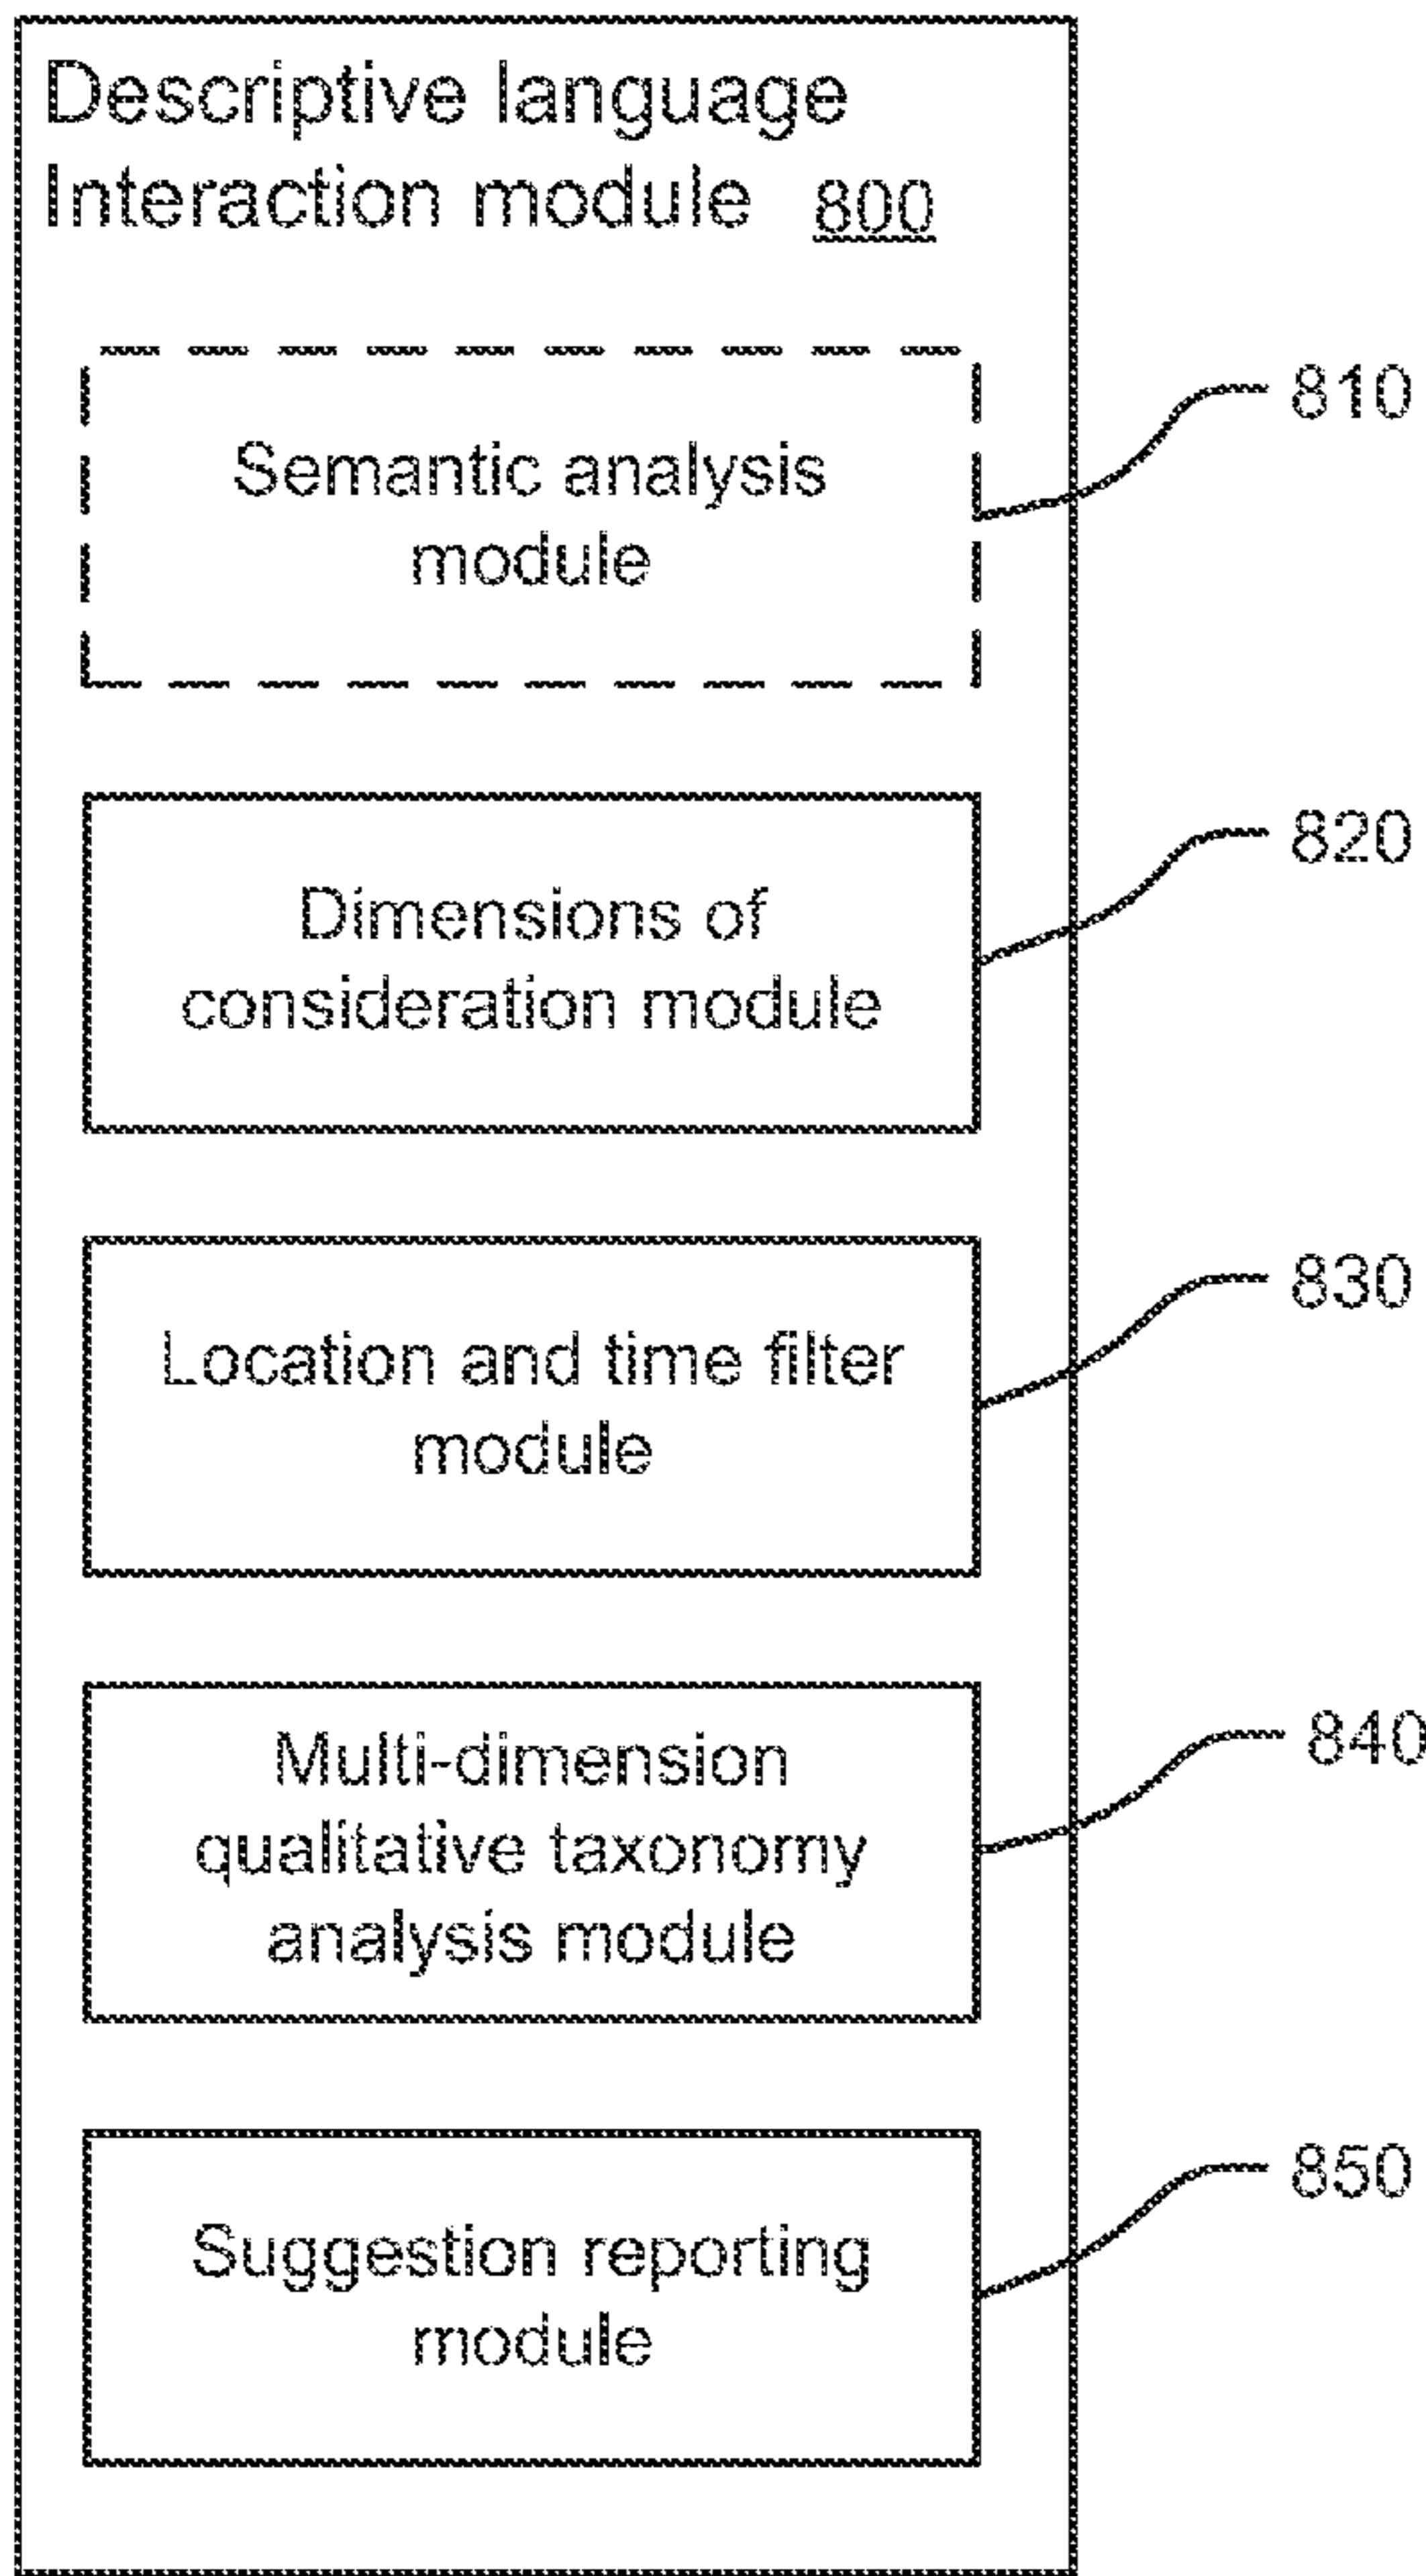 Descriptive language
Interaction module 800
810
Semantic analysis
module
820
Dimensions of
consideration module
830
Location and time filter
module
840
Multi-dimension
qualitative taxonomy
analysis module
850
Suggestion reporting
module